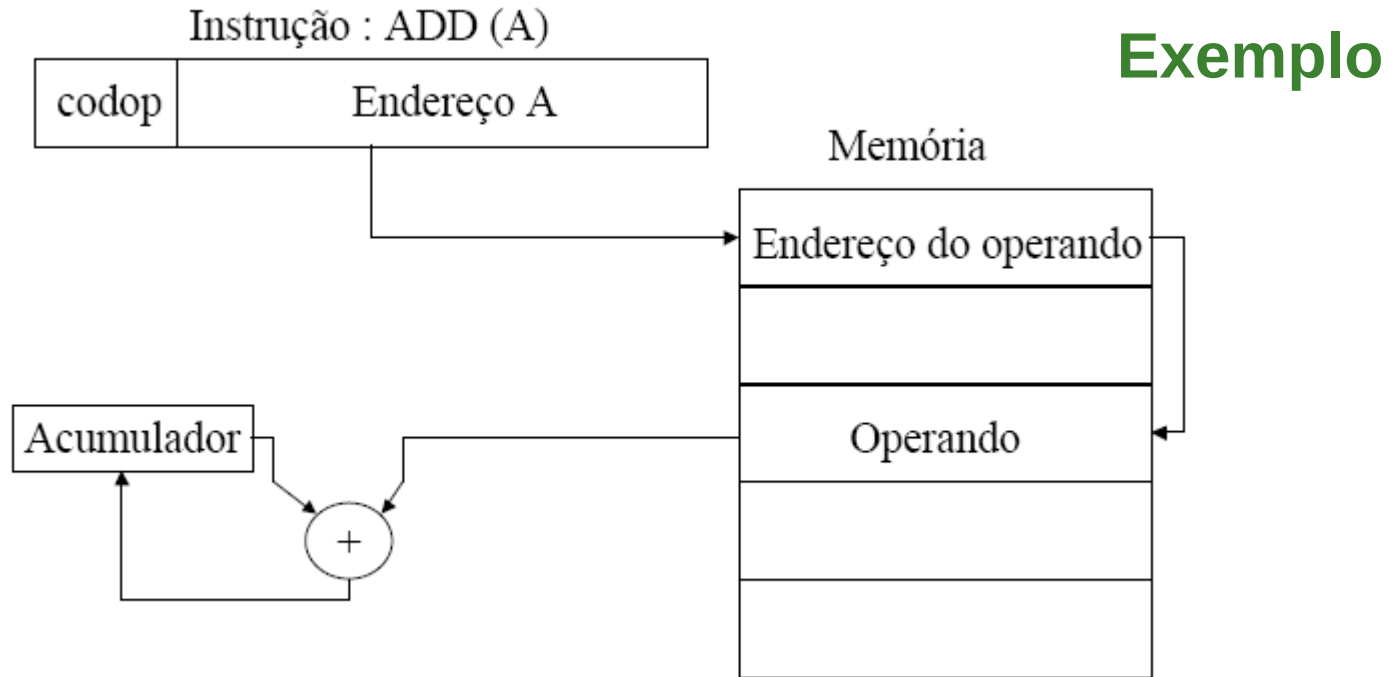 Instrução : ADD (A)
Exemplo
codop
Endereço A
Memória
Endereço do operando
Acumulador
Operando
+